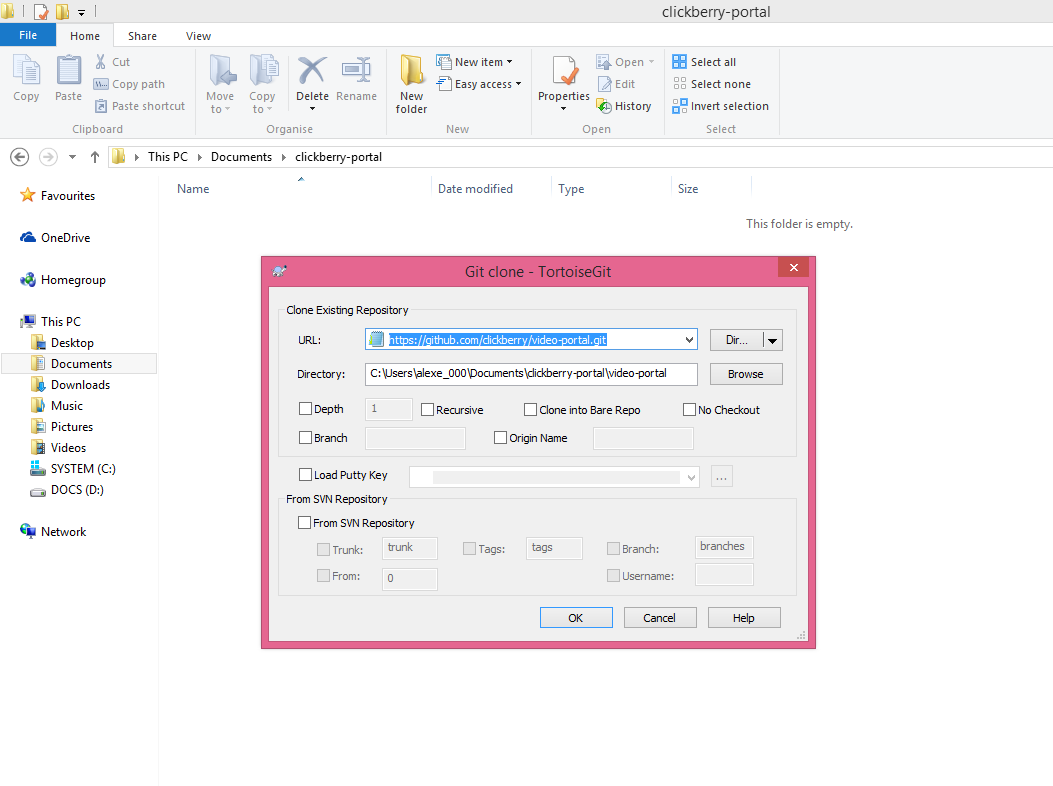 clickberry-portal
File Home Share View
Copy
Paste
Cut
Copy path
Paste shortcut
Clipboard
Move to
Copy to
Delete
Rename
Organise
New folder
New item
Easy access
New
Properties
Open
Edit
History
Open
Select all
Select none
Invert selection
Select
This PC Documents clickberry-portal
Favourites
OneDrive
Homegroup
This PC
Desktop
Documents
Downloads
Music
Pictures
Videos
SYSTEM (C:)
DOCS (D:)
Network
Name Date modified Type Size
This folder is empty.
Git clone - TortoiseGit
Clone Existing Repository
URL: https://github.com/clickberry/video-portal.git Dir...
Directory: C:\Users\alexe_000\Documents\clickberry-portal\video-portal Browse
Depth 1 Recursive Clone into Bare Repo No Checkout
Branch Origin Name
Load Putty Key ...
From SVN Repository
From SVN Repository
Trunk: trunk Tags: tags Branch: branches
From: 0 Username:
OK Cancel Help